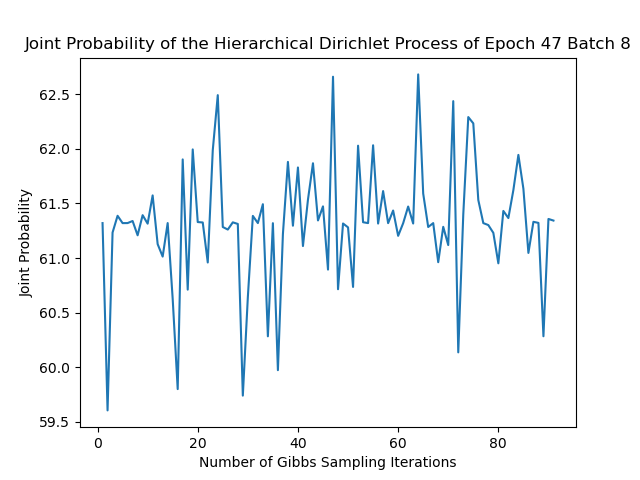 Joint Probability of the Hierarchical Dirichlet Process of Epoch 47 Batch 8
62.5
62.0
61.5
61.0
60.5
60.0
59.5
Joint Probability
0 20 40 60 80
Number of Gibbs Sampling Iterations